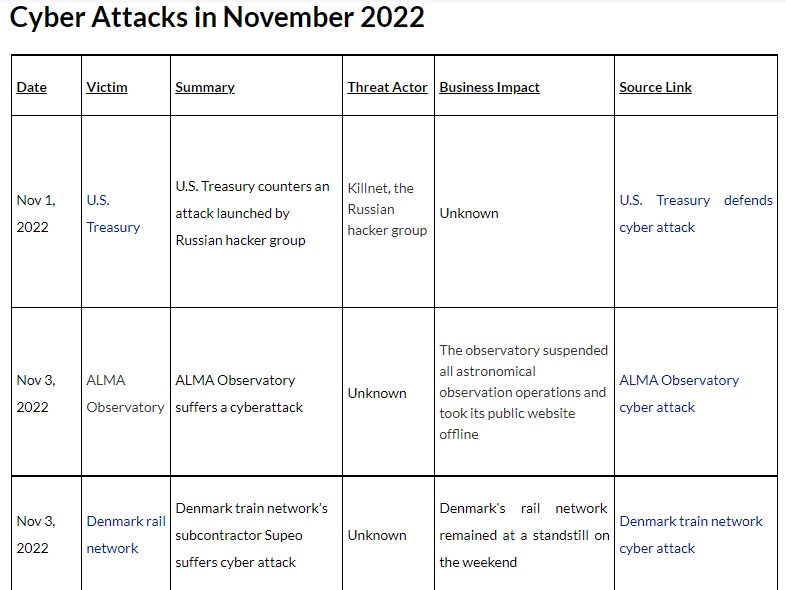 Cyber Attacks in November 2022
Date
Victim
Summary
Threat Actor
Business Impact
Source Link
Nov 1,
2022
U.S.
Treasury
U.S. Treasury counters an
attack launched by
Russian hacker group
Killnet, the
Russian
hacker group
Unknown
U.S. Treasury defends
cyber attack
Nov 3,
2022
ALMA
Observatory
ALMA Observatory
suffers a cyberattack
Unknown
The observatory suspended
all astronomical
observation operations and
took its public website
offline
ALMA Observatory
cyber attack
Nov 3,
2022
Denmark rail
network
Denmark train network's
subcontractor Supeo
suffers cyber attack
Unknown
Denmark's rail network
remained at a standstill on
the weekend
Denmark train network
cyber attack